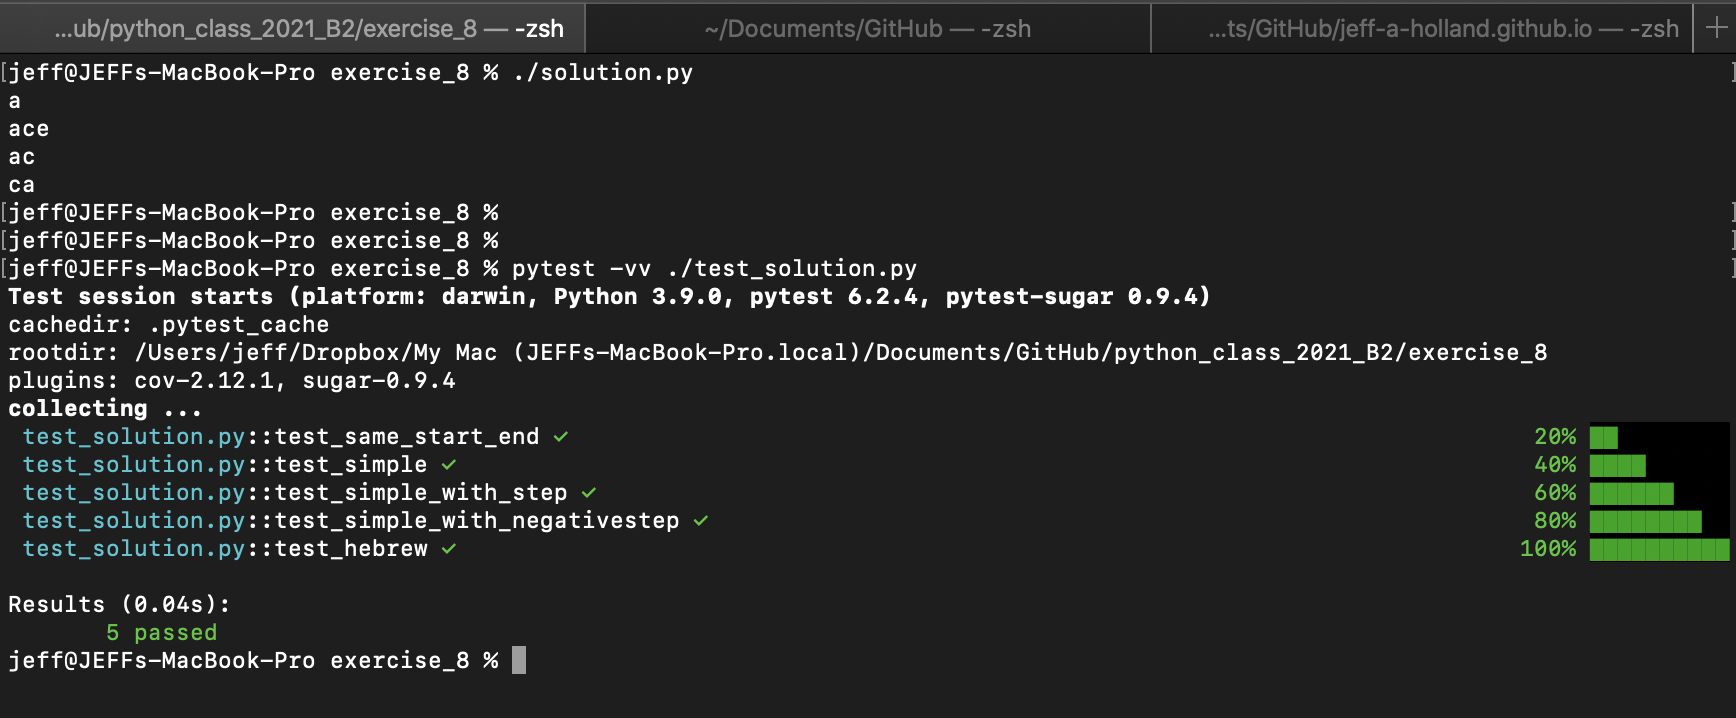 ...ub/python_class_2021_B2/exercise_8 — -zsh
~/Documents/GitHub — -zsh
...ts/GitHub/jeff-a-holland.github.io — -zsh
+
[jeff@JEFFs-MacBook-Pro exercise_8 % ./solution.py ]
a
ace
ac
ca
[jeff@JEFFs-MacBook-Pro exercise_8 % ]
[jeff@JEFFs-MacBook-Pro exercise_8 % ]
[jeff@JEFFs-MacBook-Pro exercise_8 % pytest -vv ./test_solution.py ]
Test session starts (platform: darwin, Python 3.9.0, pytest 6.2.4, pytest-sugar 0.9.4)
cachedir: .pytest_cache
rootdir: /Users/jeff/Dropbox/My Mac (JEFFs-MacBook-Pro.local)/Documents/GitHub/python_class_2021_B2/exercise_8
plugins: cov-2.12.1, sugar-0.9.4
collecting ...
test_solution.py::test_same_start_end ✓ 20% ██
test_solution.py::test_simple ✓ 40% ████
test_solution.py::test_simple_with_step ✓ 60% ██████
test_solution.py::test_simple_with_negativestep ✓ 80% ████████
test_solution.py::test_hebrew ✓ 100% ██████████
Results (0.04s):
5 passed
jeff@JEFFs-MacBook-Pro exercise_8 %